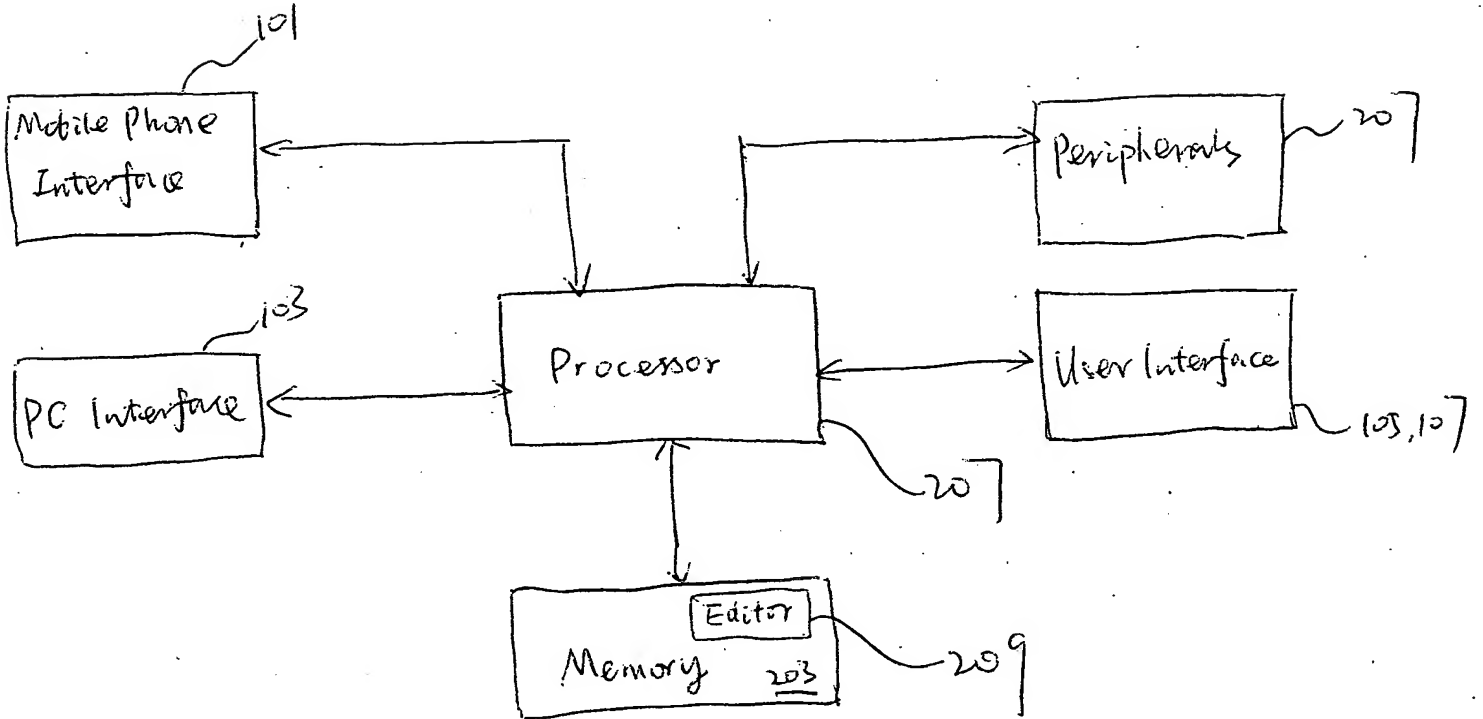 101
Mobile Phone
Interface
Peripherals
207
103
PC Interface
Processor
User Interface
105,107
207
Editor
Memory 203
209